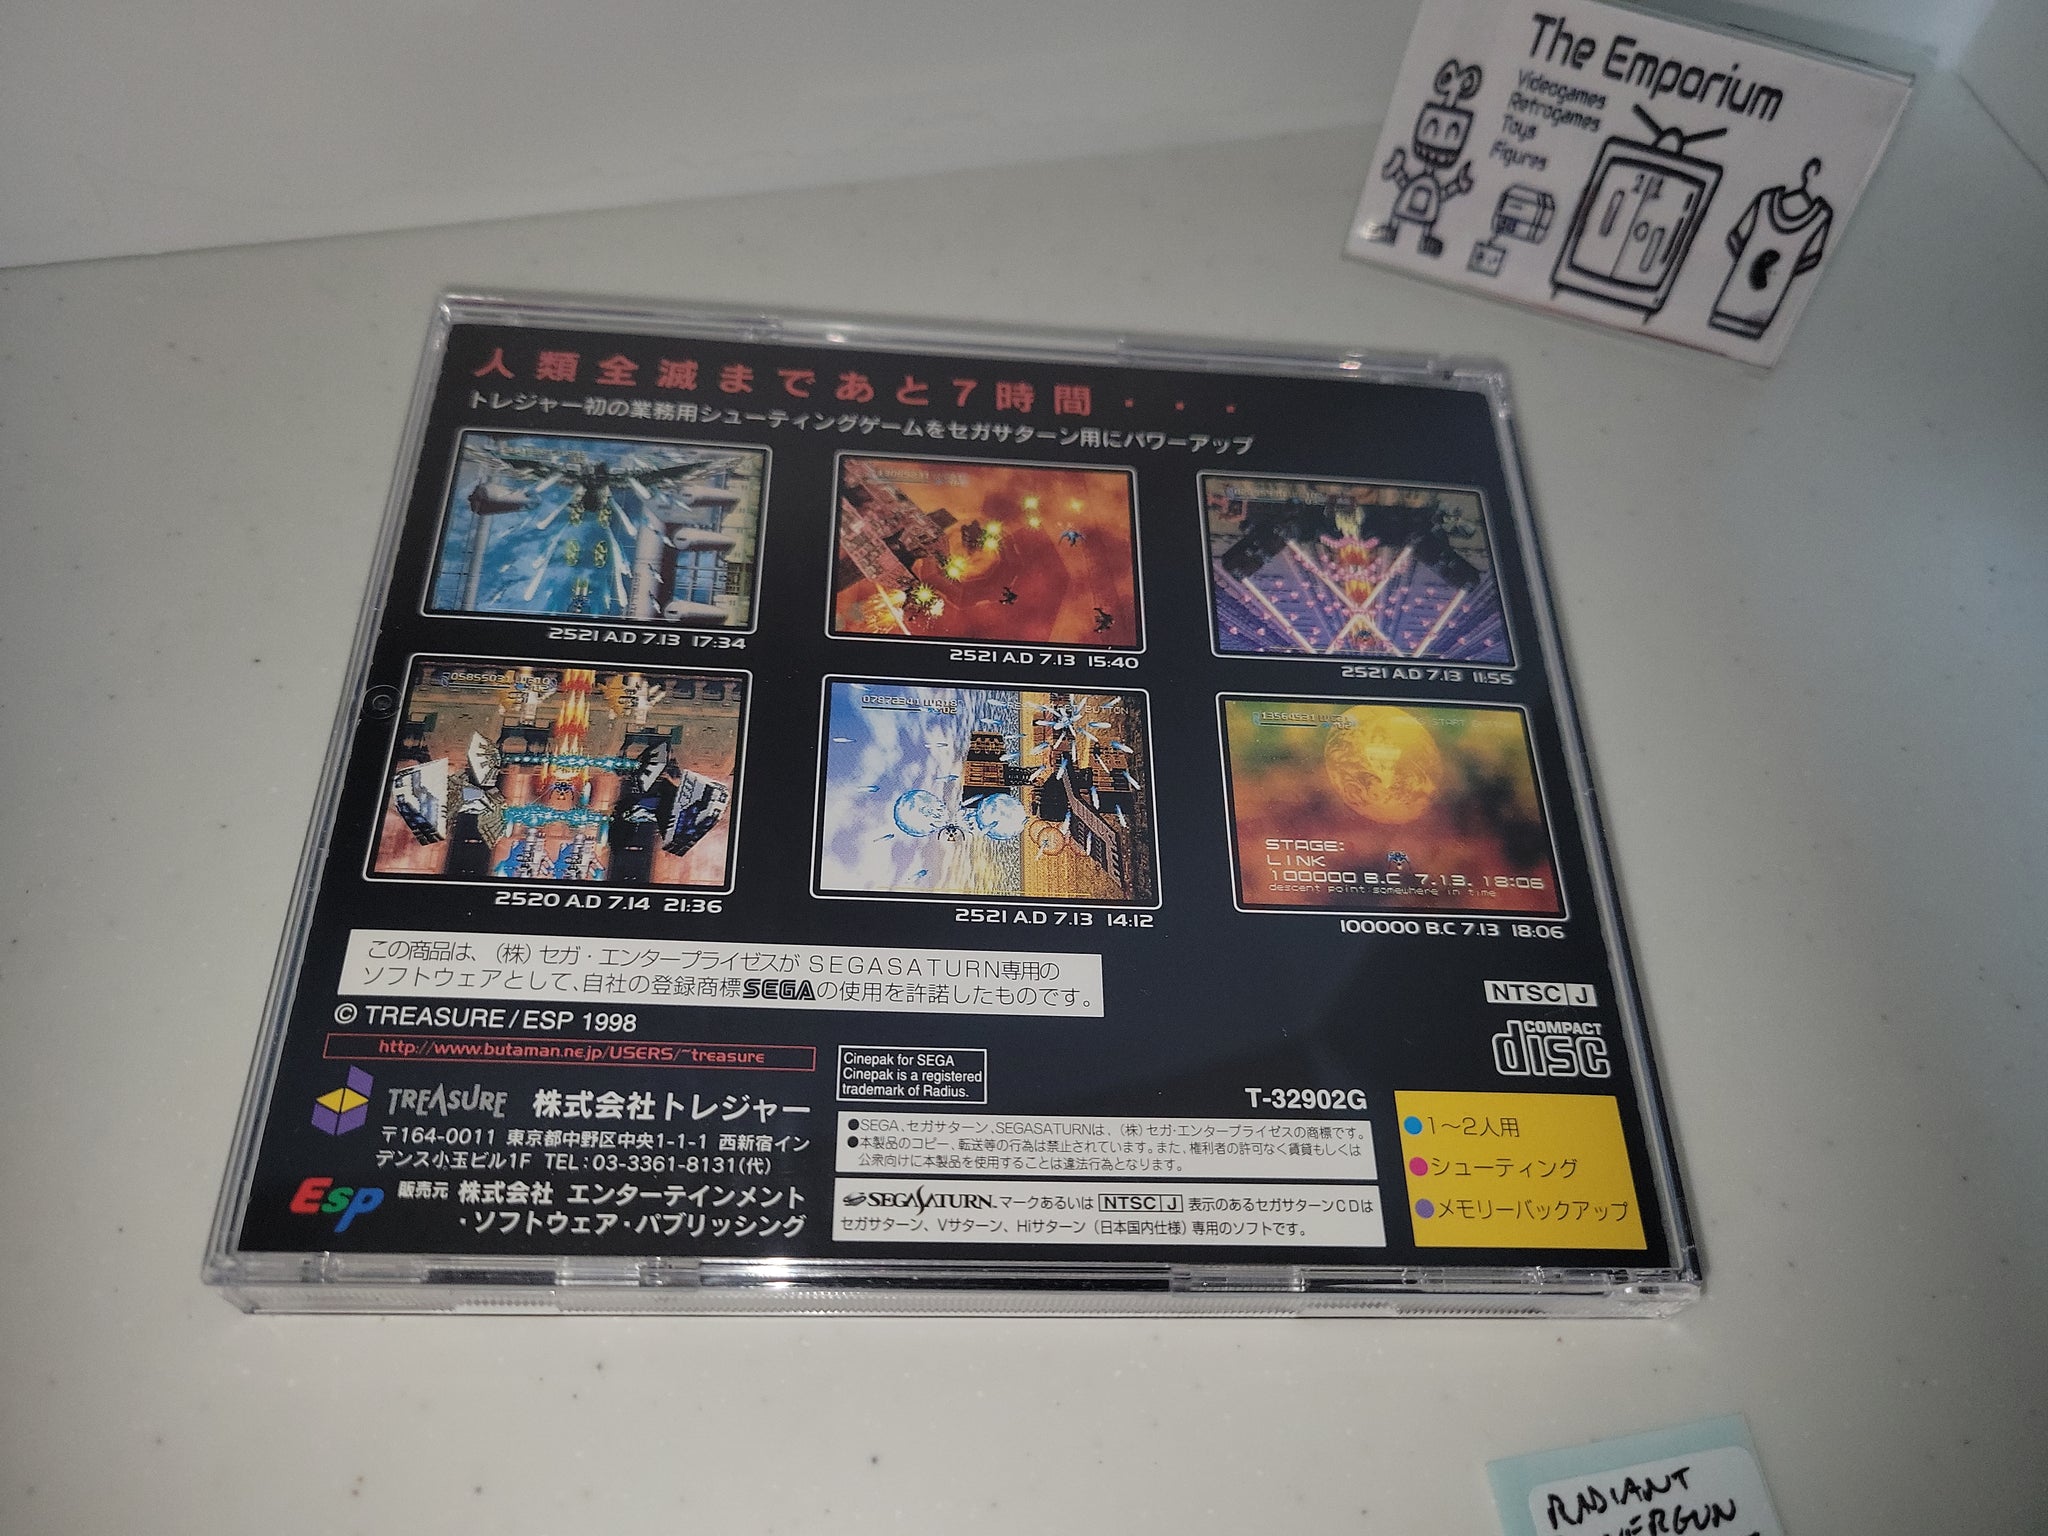 The Emporium
Videogames
Retrogames
Toys
Figures
人類全滅まであと7時間・・・
トレジャー初の業務用シューティングゲームをセガサターン用にパワーアップ
2521 A.D 7.13 17:34
2521 A.D 7.13 15:40
2521 A.D 7.13 11:55
BUTTON
STAGE:
LINK
100000 B.C 7.13. 18:06
descent point:somewhere in time
2520 A.D 7.14 21:36
2521 A.D 7.13 14:12
100000 B.C 7.13 18:06
この商品は、(株)セガ・エンタープライゼスがSEGASATURN専用の
ソフトウェアとして、自社の登録商標SEGAの使用を許諾したものです。
NTSC J
© TREASURE/ESP 1998
COMPACT
disc
http://www.butaman.ne.jp/USERS/~treasure
Cinepak for SEGA
Cinepak is a registered
trademark of Radius.
T-32902G
TREASURE 株式会社トレジャー
〒164-0011 東京都中野区中央1-1-1 西新宿イン
デンス小玉ビル1F TEL:03-3361-8131(代)
Esp 販売元 株式会社 エンターテインメント
・ソフトウェア・パブリッシング
●SEGA、セガサターン、SEGASATURNは、(株)セガ・エンタープライゼスの商標です。
●本製品のコピー、転送等の行為は禁止されています。また、権利者の許可なく賃貸もしくは
公衆向けに本製品を使用することは違法行為となります。
SEGASATURN.マークあるいは NTSC J 表示のあるセガサターンCDは
セガサターン、Vサターン、Hiサターン(日本国内仕様)専用のソフトです。
●1～2人用
●シューティング
●メモリーバックアップ
RADIANT